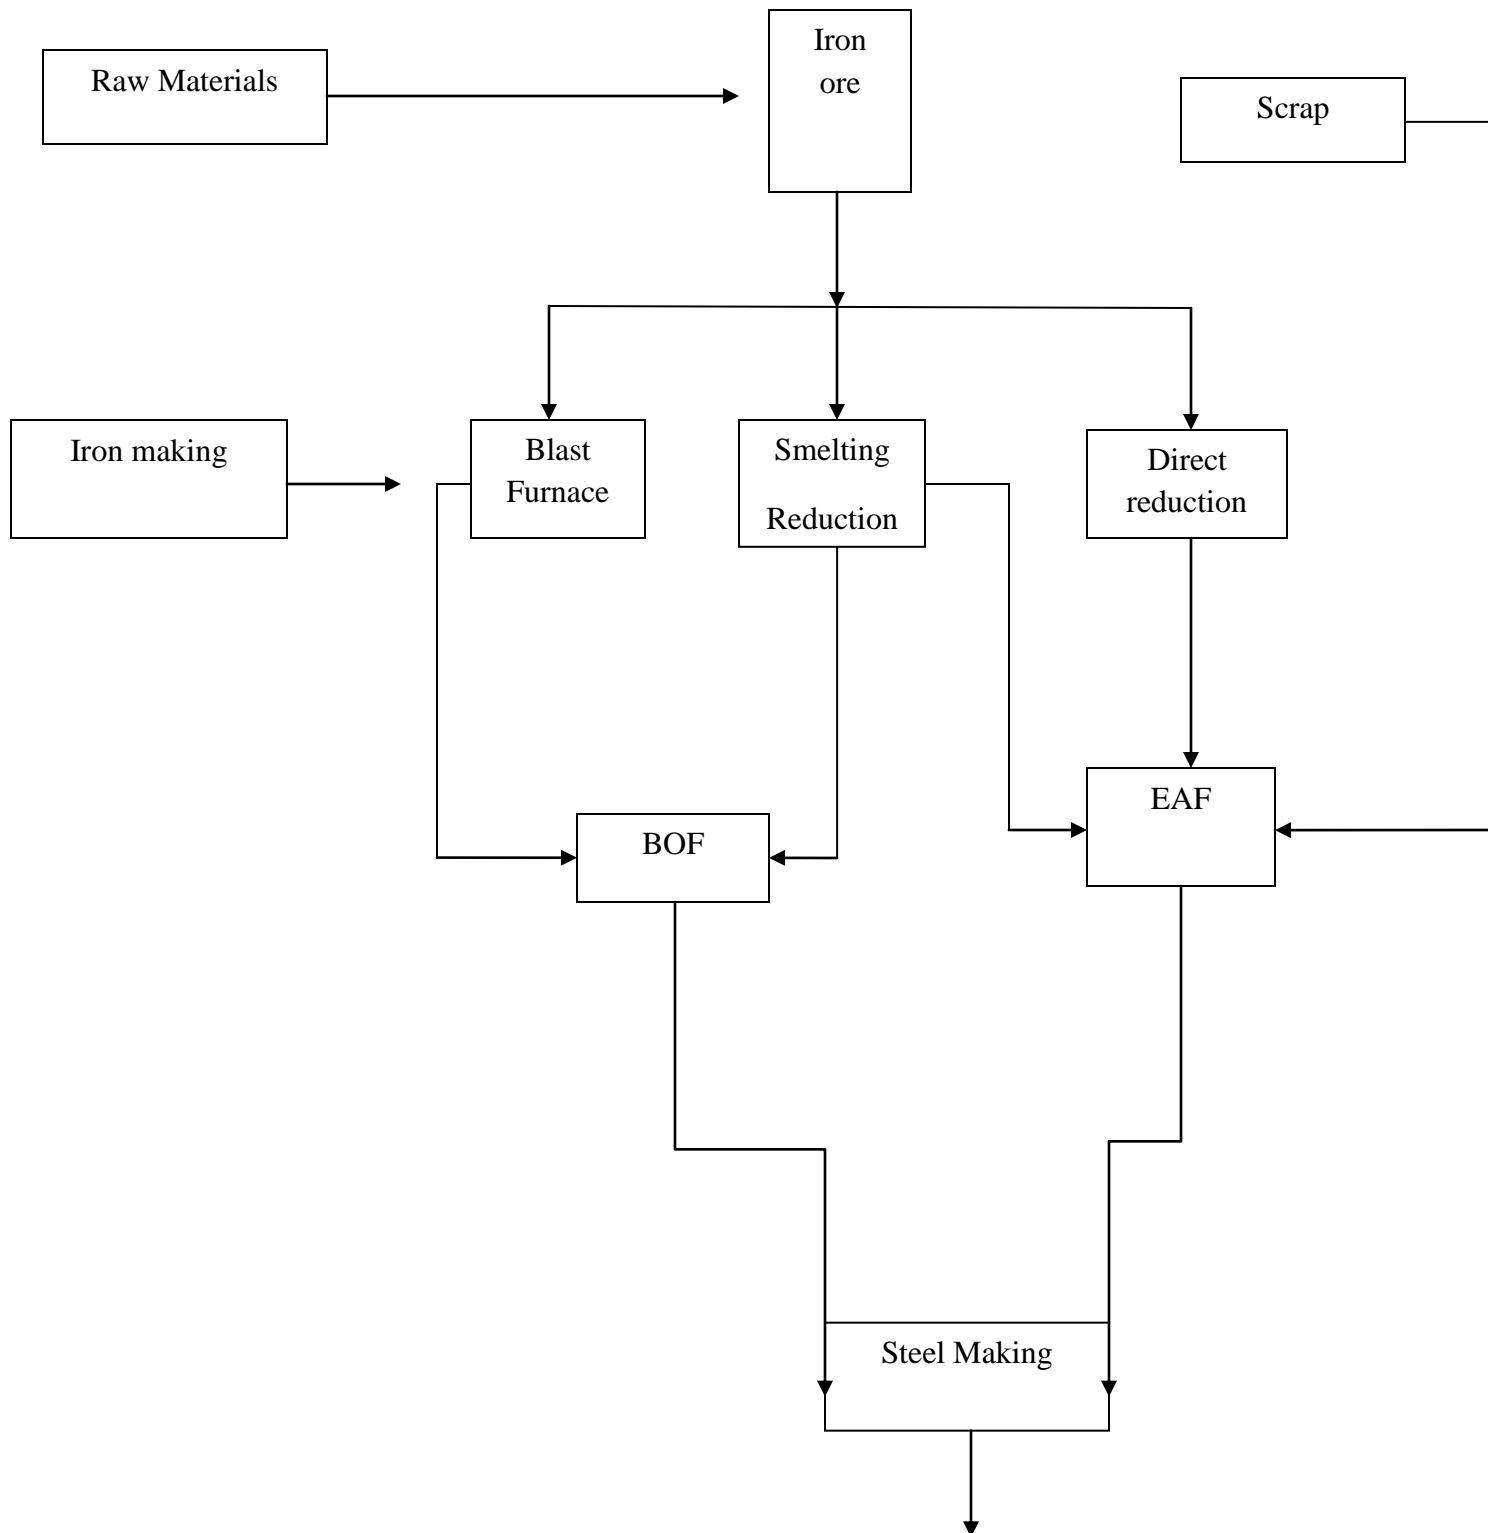 Iron
ore
Raw Materials
Scrap
Iron making
Blast
Furnace
Smelting
Reduction
Direct
reduction
EAF
BOF
Steel Making